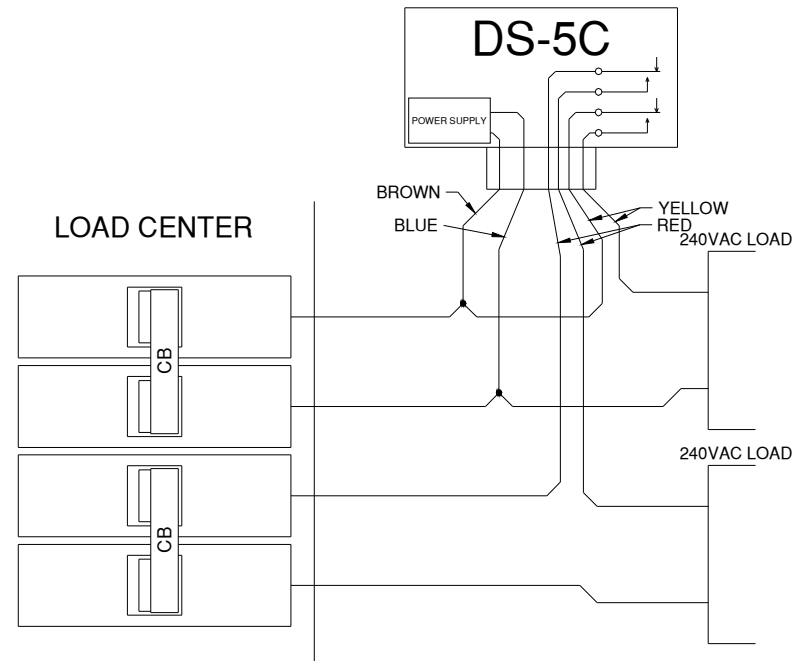 DS-5C
POWER SUPPLY
BROWN
BLUE
YELLOW
RED
LOAD CENTER
240VAC LOAD
CB
240VAC LOAD
CB